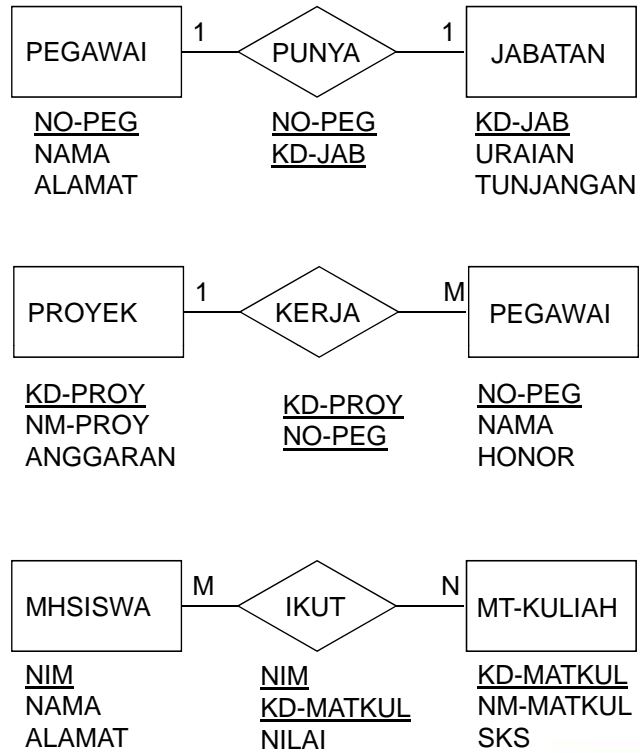 PEGAWAI 1 PUNYA 1 JABATAN
NO-PEG NO-PEG KD-JAB
NAMA KD-JAB URAIAN
ALAMAT TUNJANGAN
PROYEK 1 KERJA M PEGAWAI
KD-PROY KD-PROY NO-PEG
NM-PROY NO-PEG NAMA
ANGGARAN HONOR
MHSISWA M IKUT N MT-KULIAH
NIM NIM KD-MATKUL
NAMA KD-MATKUL NM-MATKUL
ALAMAT NILAI SKS